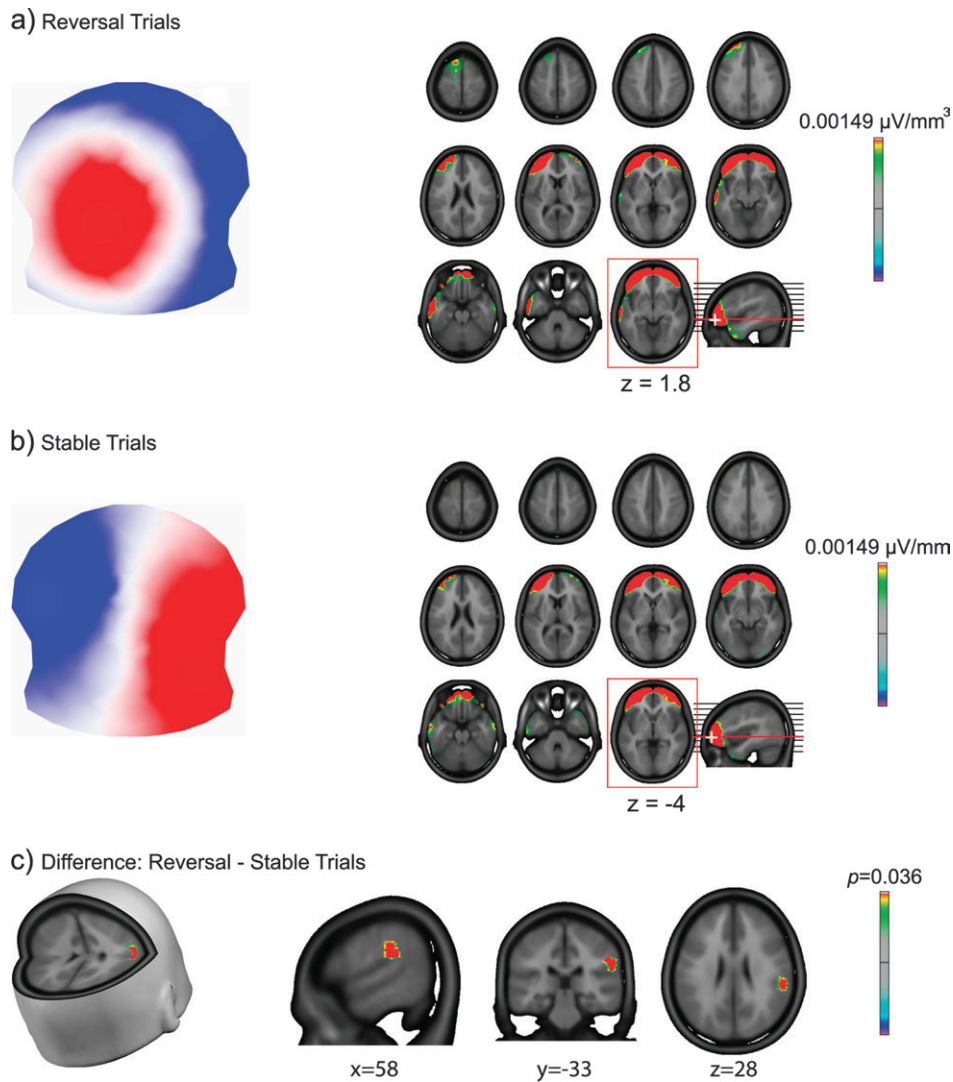 a) Reversal Trials
0.00149 µV/mm³
z = 1.8
b) Stable Trials
0.00149 µV/mm
z = -4
c) Difference: Reversal - Stable Trials
p=0.036
x=58
y=-33
z=28